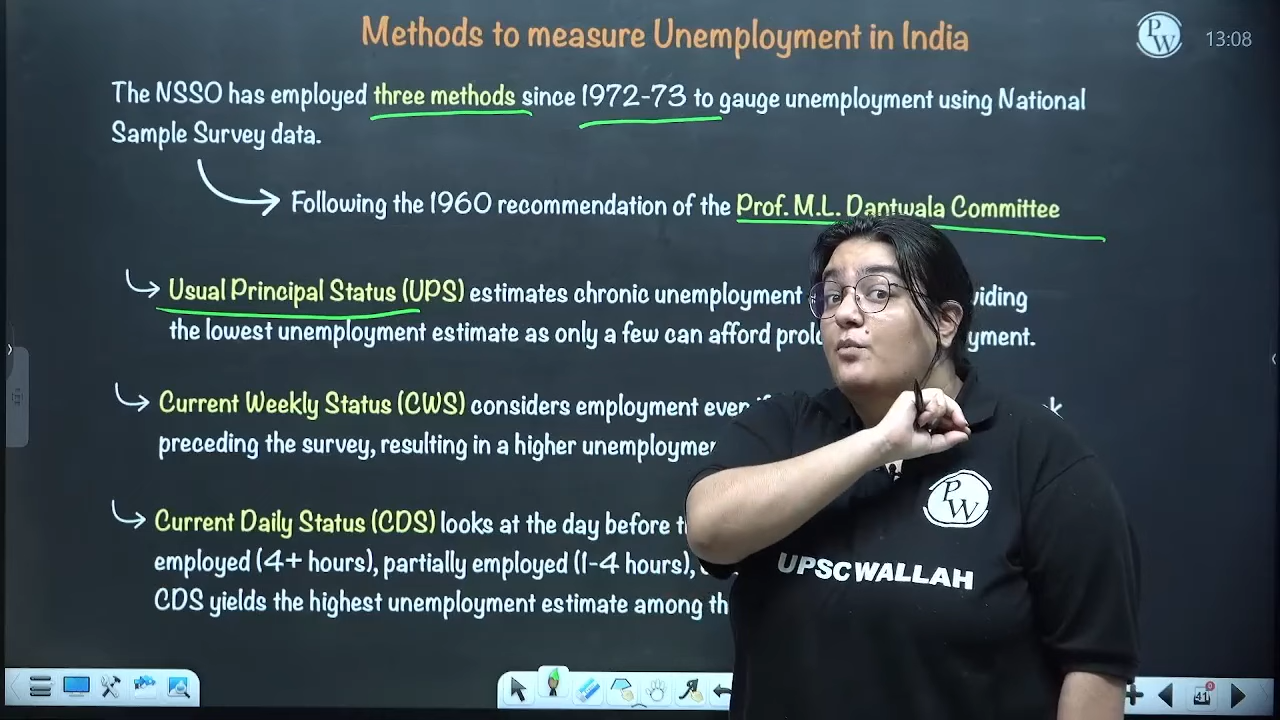 Methods to measure Unemployment in India
PW
13:08
The NSSO has employed three methods since 1972-73 to gauge unemployment using National
Sample Survey data.
Following the 1960 recommendation of the Prof. M.L. Dantwala Committee
Usual Principal Status (UPS) estimates chronic unemployment
the lowest unemployment estimate as only a few can afford
Current Weekly Status (CWS) considers employment even
preceding the survey, resulting in a higher
Current Daily Status (CDS) looks at the day before
employed (4+ hours), partially employed (1-4 hours),
CDS yields the highest unemployment estimate among
PW
UPSC WALLAH
41